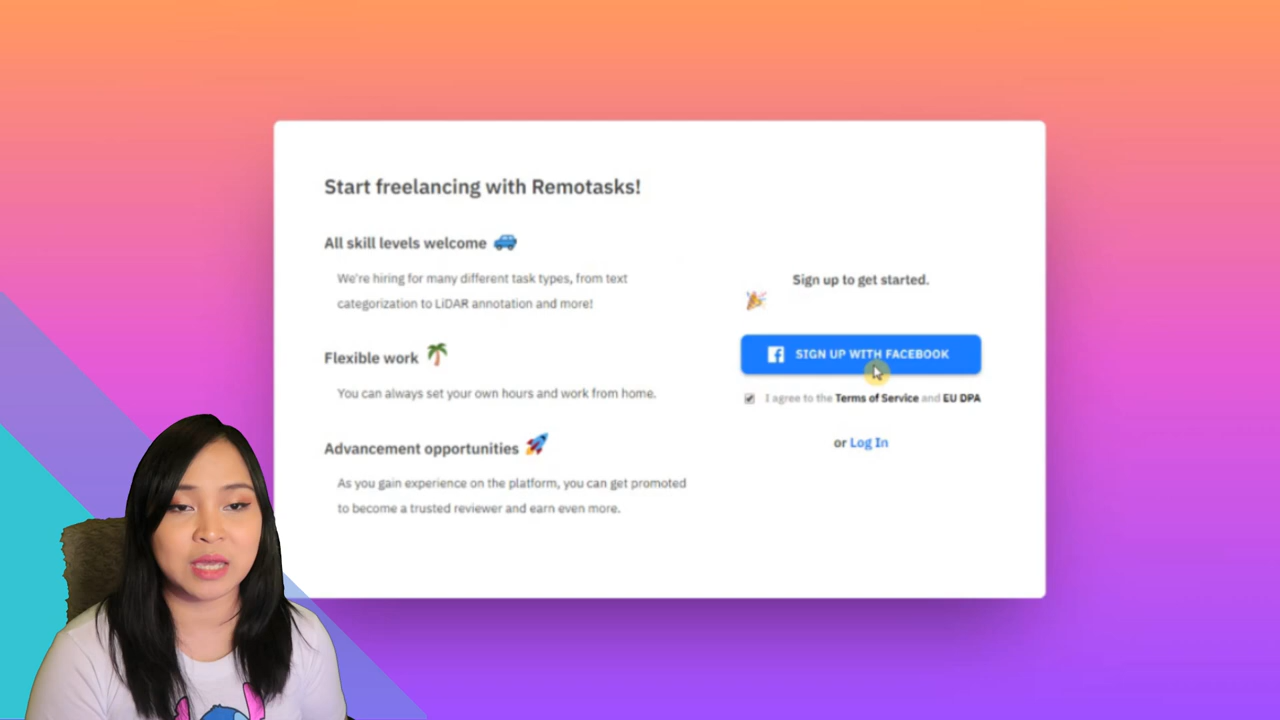 Start freelancing with Remotasks!
All skill levels welcome
We're hiring for many different task types, from text
categorization to LiDAR annotation and more!
Flexible work
You can always set your own hours and work from home.
Advancement opportunities
As you gain experience on the platform, you can get promoted
to become a trusted reviewer and earn even more.
Sign up to get started.
SIGN UP WITH FACEBOOK
I agree to the Terms of Service and EU DPA
or Log In